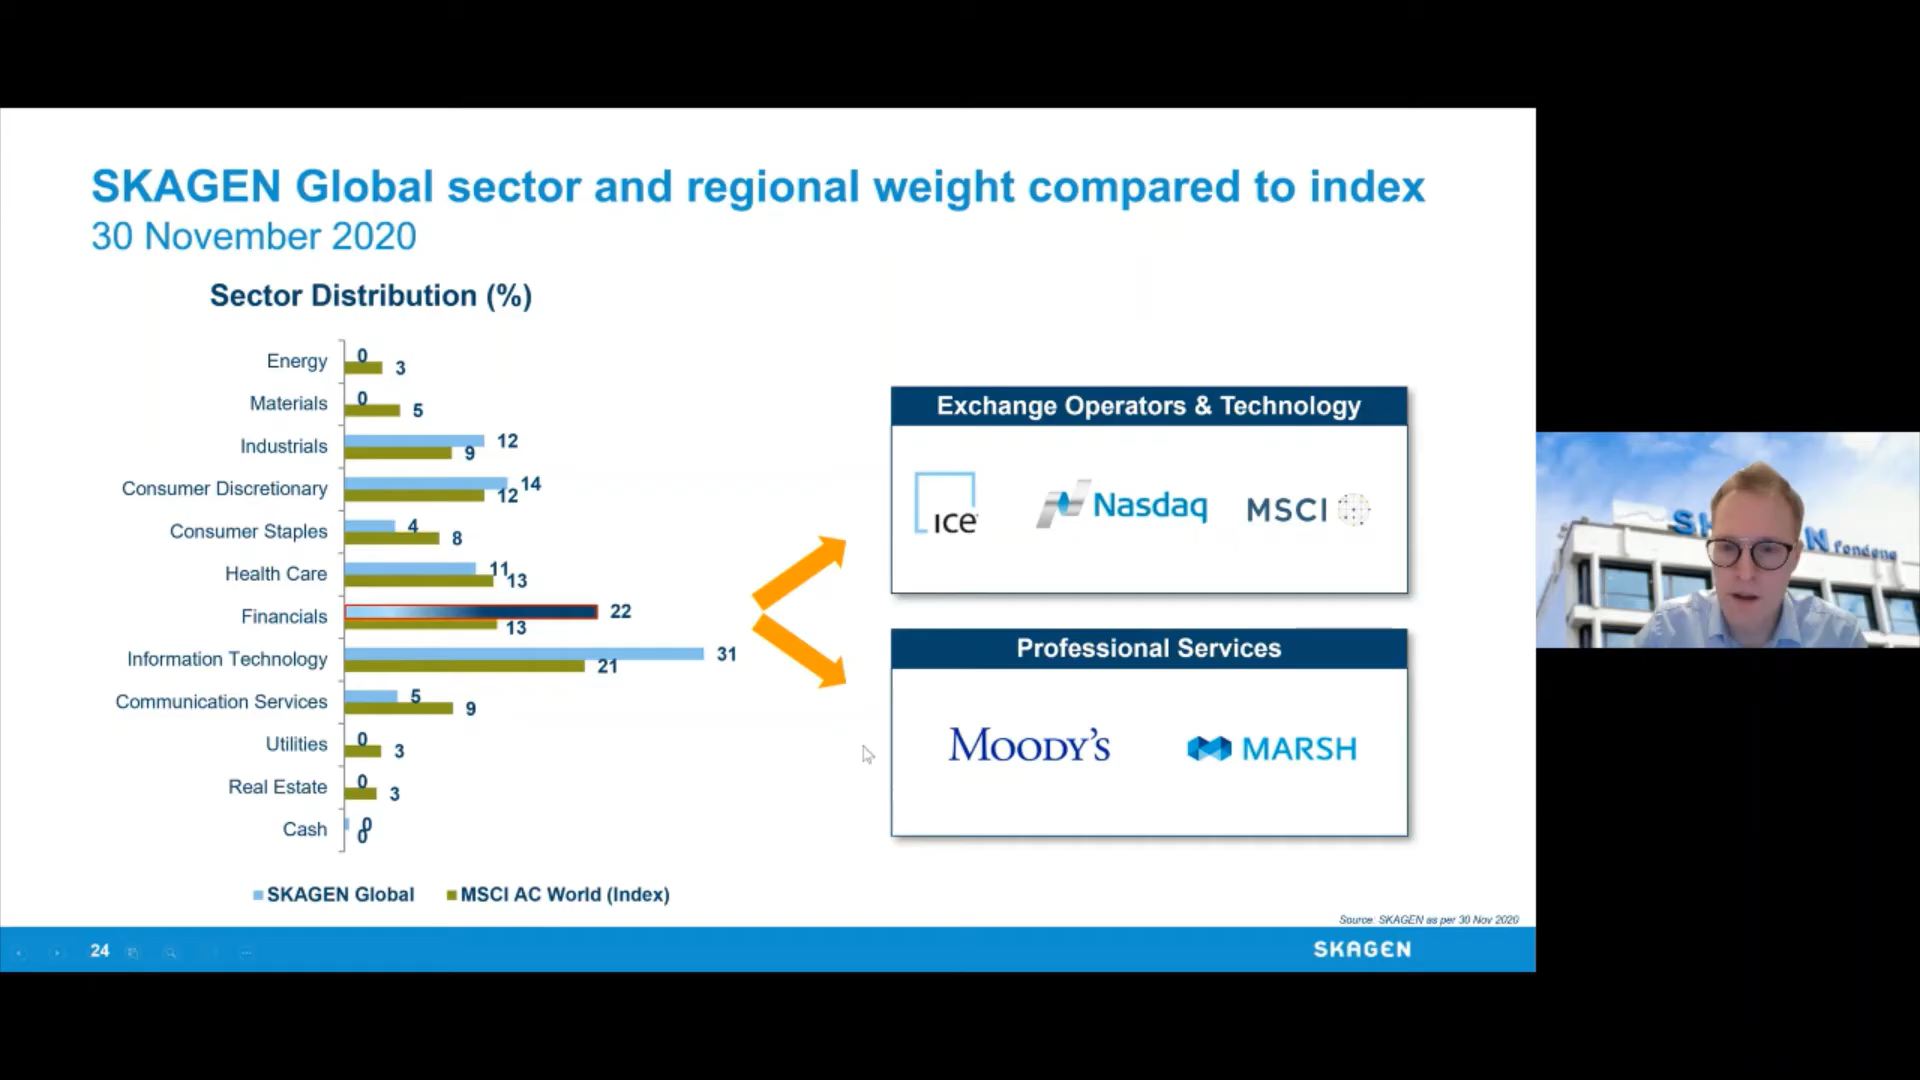 SKAGEN Global sector and regional weight compared to index
30 November 2020
Sector Distribution (%)
Energy 0 3
Materials 0 5
Industrials 12 9
Consumer Discretionary 14 12
Consumer Staples 4 8
Health Care 11 13
Financials 22 13
Information Technology 31 21
Communication Services 5 9
Utilities 0 3
Real Estate 0 3
Cash 0 0
SKAGEN Global MSCI AC World (Index)
Exchange Operators & Technology
ice Nasdaq MSCI
Professional Services
MOODY'S MARSH
Source: SKAGEN as per 30 Nov 2020
24 SKAGEN
fondene